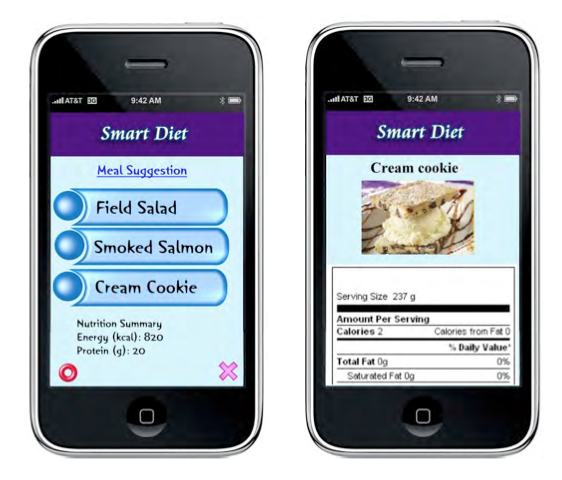 AT&T 3G 9:42 AM
Smart Diet
Meal Suggestion
Field Salad
Smoked Salmon
Cream Cookie
Nutrition Summary
Energy (kcal): 820
Protein (g): 20
AT&T 3G 9:42 AM
Smart Diet
Cream cookie
Serving Size 237 g
Amount Per Serving
Calories 2 Calories from Fat 0
% Daily Value*
Total Fat 0g 0%
Saturated Fat 0g 0%